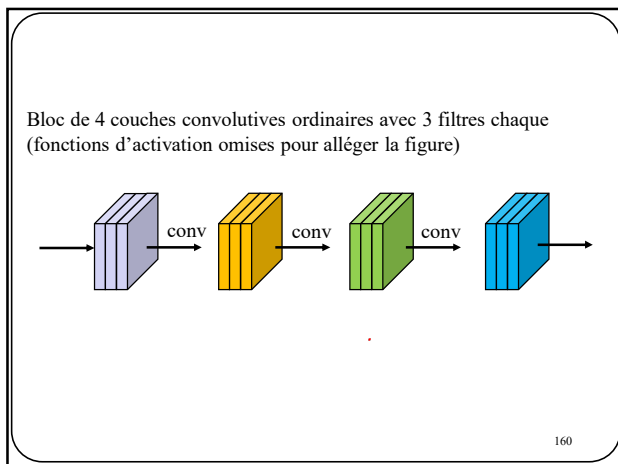 Bloc de 4 couches convolutives ordinaires avec 3 filtres chaque
(fonctions d’activation omises pour alléger la figure)
conv
conv
conv
160